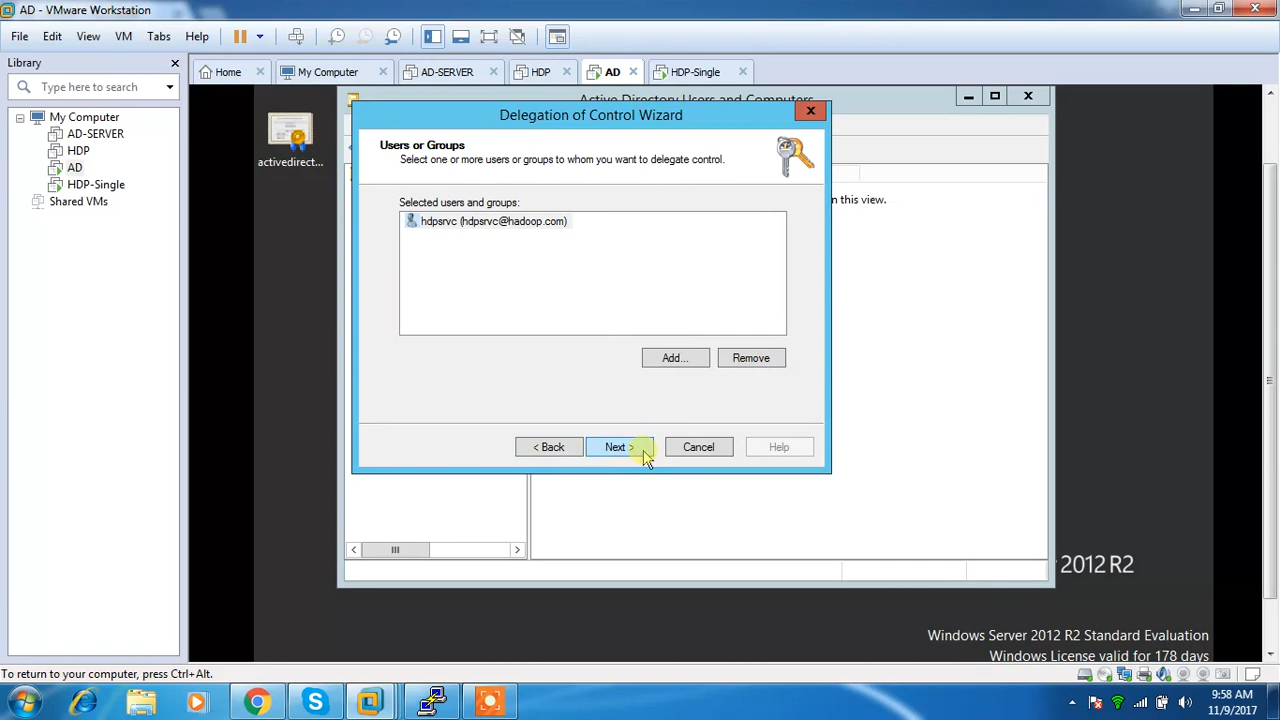 AD - VMware Workstation
File Edit View VM Tabs Help
Library
Type here to search
My Computer
AD-SERVER
HDP
AD
HDP-Single
Shared VMs
Home
My Computer
AD-SERVER
HDP
AD
HDP-Single
activedirect...
Active Directory Users and Computers
n this view.
Delegation of Control Wizard
Users or Groups
Select one or more users or groups to whom you want to delegate control.
Selected users and groups:
hdpsrvc (hdpsrvc@hadoop.com)
Add...
Remove
< Back
Next >
Cancel
Help
2012 R2
Windows Server 2012 R2 Standard Evaluation
Windows License valid for 178 days
To return to your computer, press Ctrl+Alt.
9:58 AM
11/9/2017